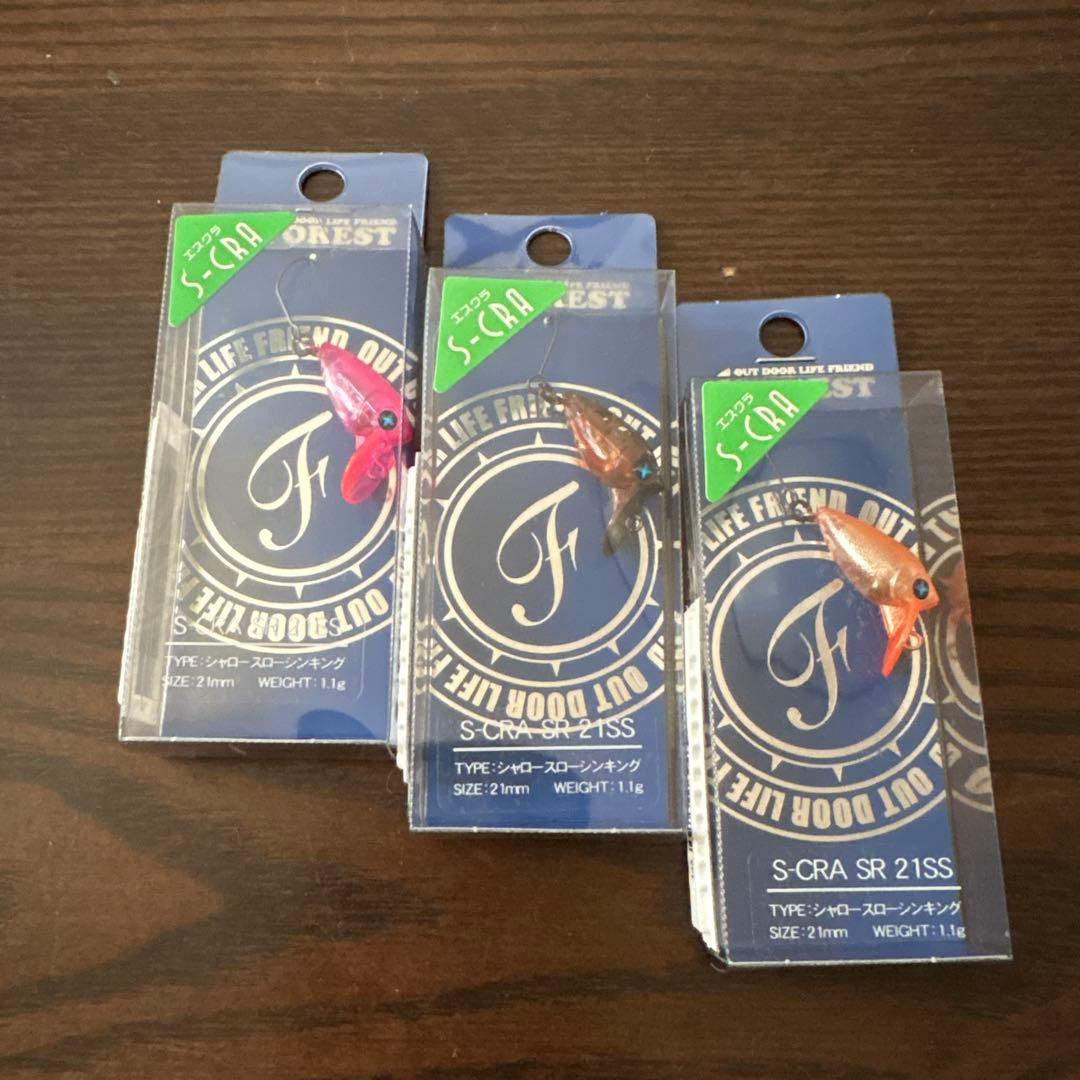 エスクラ
S-CRA
DOOR LIFE FRIEND
OREST
LIFE FRIEND OUT
F
OUT DOOR LIFE
TYPE:シャロースローシンキング
SIZE:21mm WEIGHT:1.1g
エスクラ
S-CRA
LIFE FRIEND
REST
LIFE FRIEND OUT
F
OUT DOOR LIFE
S-CRA SR 21SS
TYPE:シャロースローシンキング
SIZE:21mm WEIGHT:1.1g
エスクラ
S-CRA
OUT DOOR LIFE FRIEND
EST
LIFE FRIEND OUT
F
OUT DOOR LIFE
S-CRA SR 21SS
TYPE:シャロースローシンキング
SIZE:21mm WEIGHT:1.1g